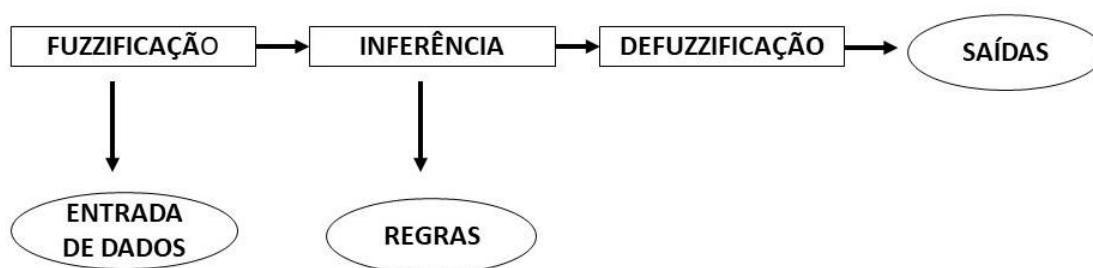 FUZZIFICAÇÃO
INFERÊNCIA
DEFUZZIFICAÇÃO
SAÍDAS
ENTRADA
DE DADOS
REGRAS